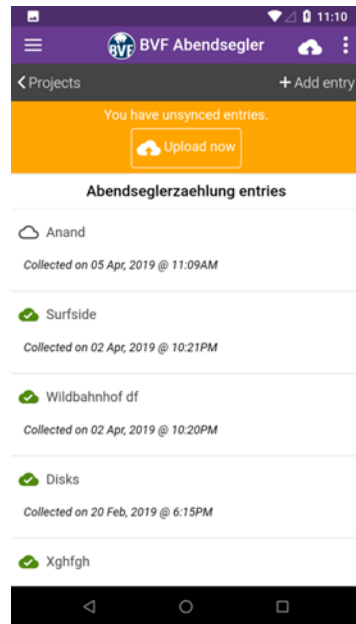 11:10
BVF BVF Abendsegler
Projects + Add entry
You have unsynced entries.
Upload now
Abendseglerzaehlung entries
Anand
Collected on 05 Apr, 2019 @ 11:09AM
Surfside
Collected on 02 Apr, 2019 @ 10:21PM
Wildbahnhof df
Collected on 02 Apr, 2019 @ 10:20PM
Disks
Collected on 20 Feb, 2019 @ 6:15PM
Xghfgh